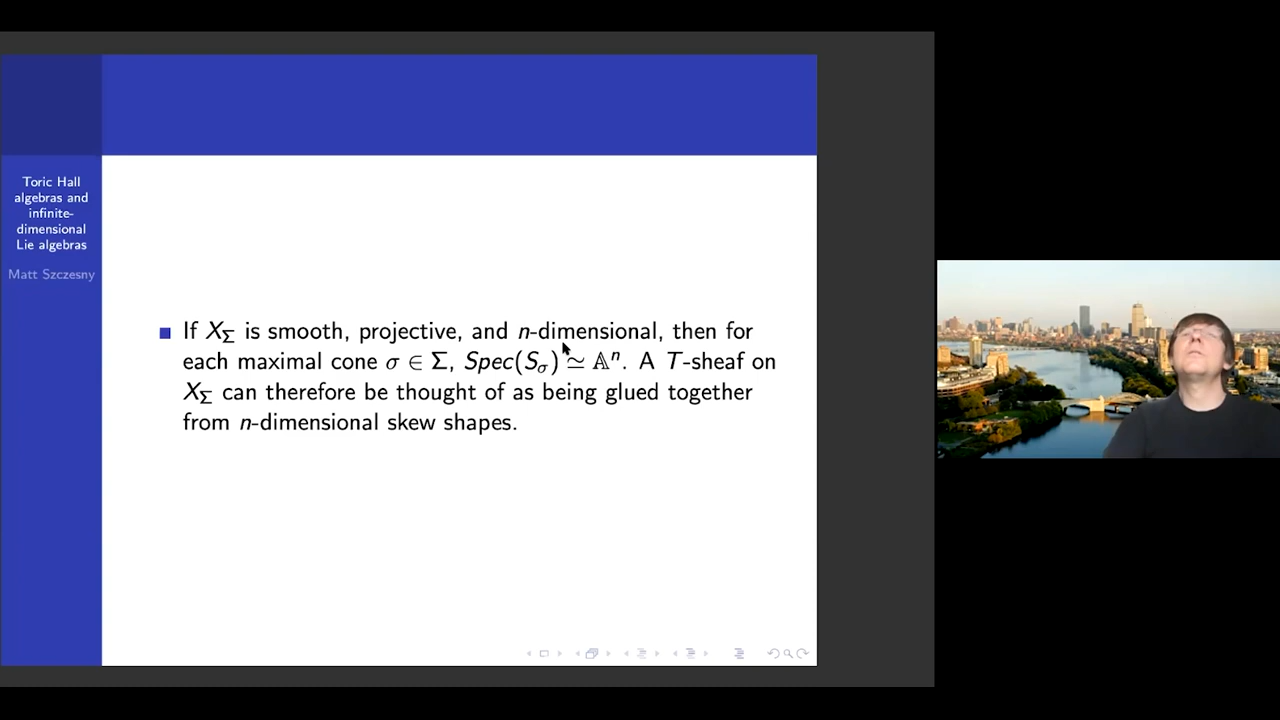 Toric Hall
algebras and
infinite-
dimensional
Lie algebras
Matt Szczesny
■ If X_Σ is smooth, projective, and n-dimensional, then for
each maximal cone σ ∈ Σ, Spec(S_σ) ≃ 𝔸ⁿ. A T-sheaf on
X_Σ can therefore be thought of as being glued together
from n-dimensional skew shapes.